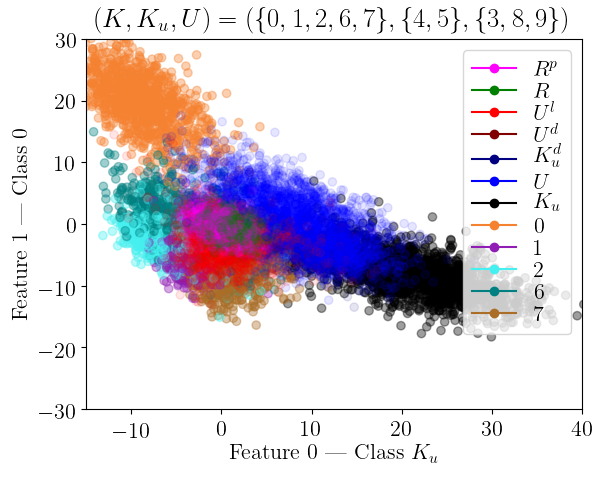 (K, K_u, U) = ({0, 1, 2, 6, 7}, {4, 5}, {3, 8, 9})
30
20
10
0
−10
−20
−30
Feature 1 — Class 0
−10
0
10
20
30
40
Feature 0 — Class K_u
R^p
R
U^l
U^d
K_u^d
U
K_u
0
1
2
6
7